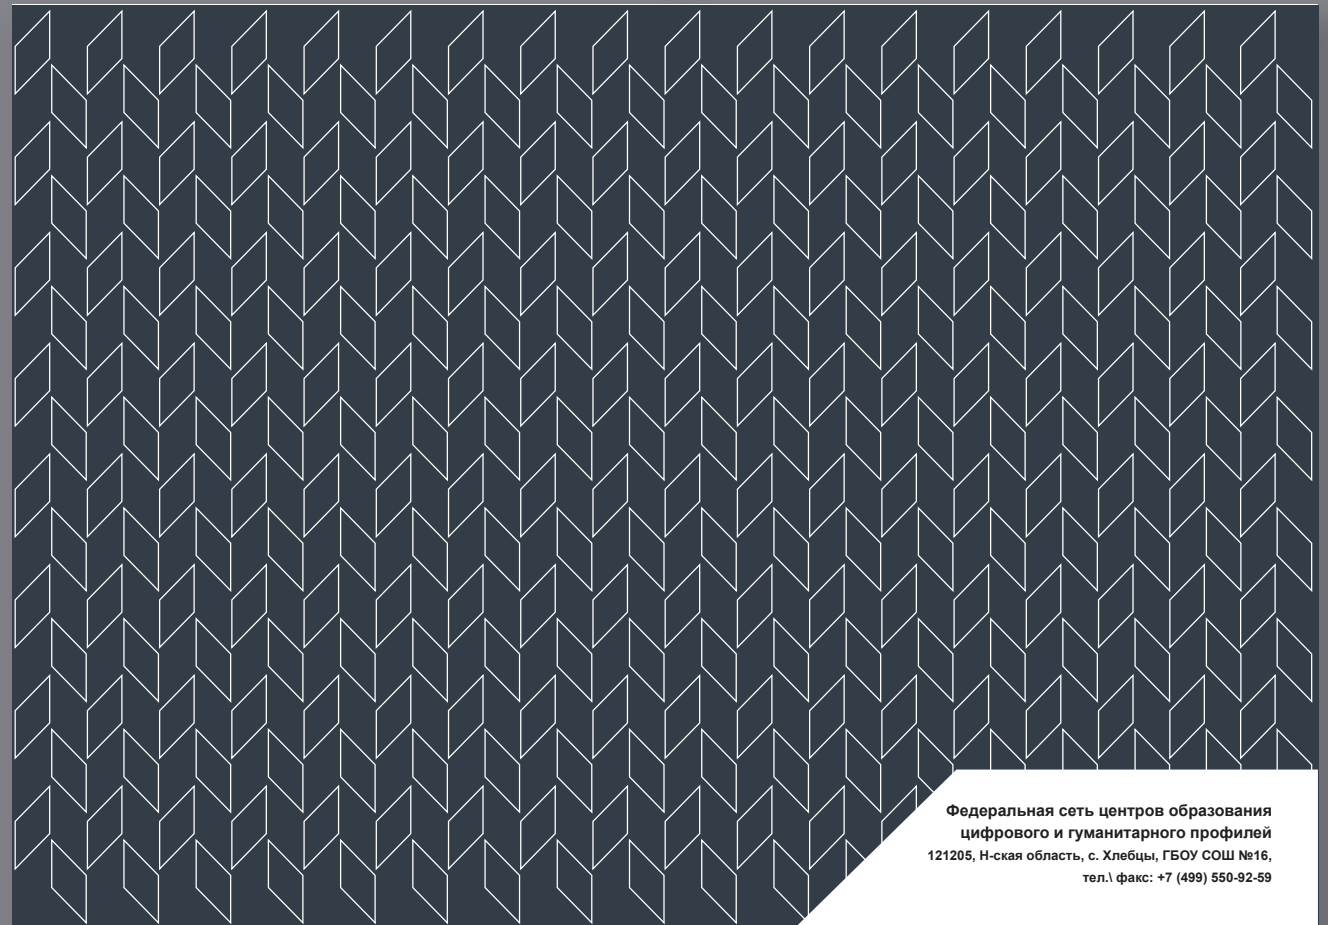 Федеральная сеть центров образования
цифрового и гуманитарного профилей
121205, Н-ская область, с. Хлебцы, ГБОУ СОШ №16,
тел.\ факс: +7 (499) 550-92-59